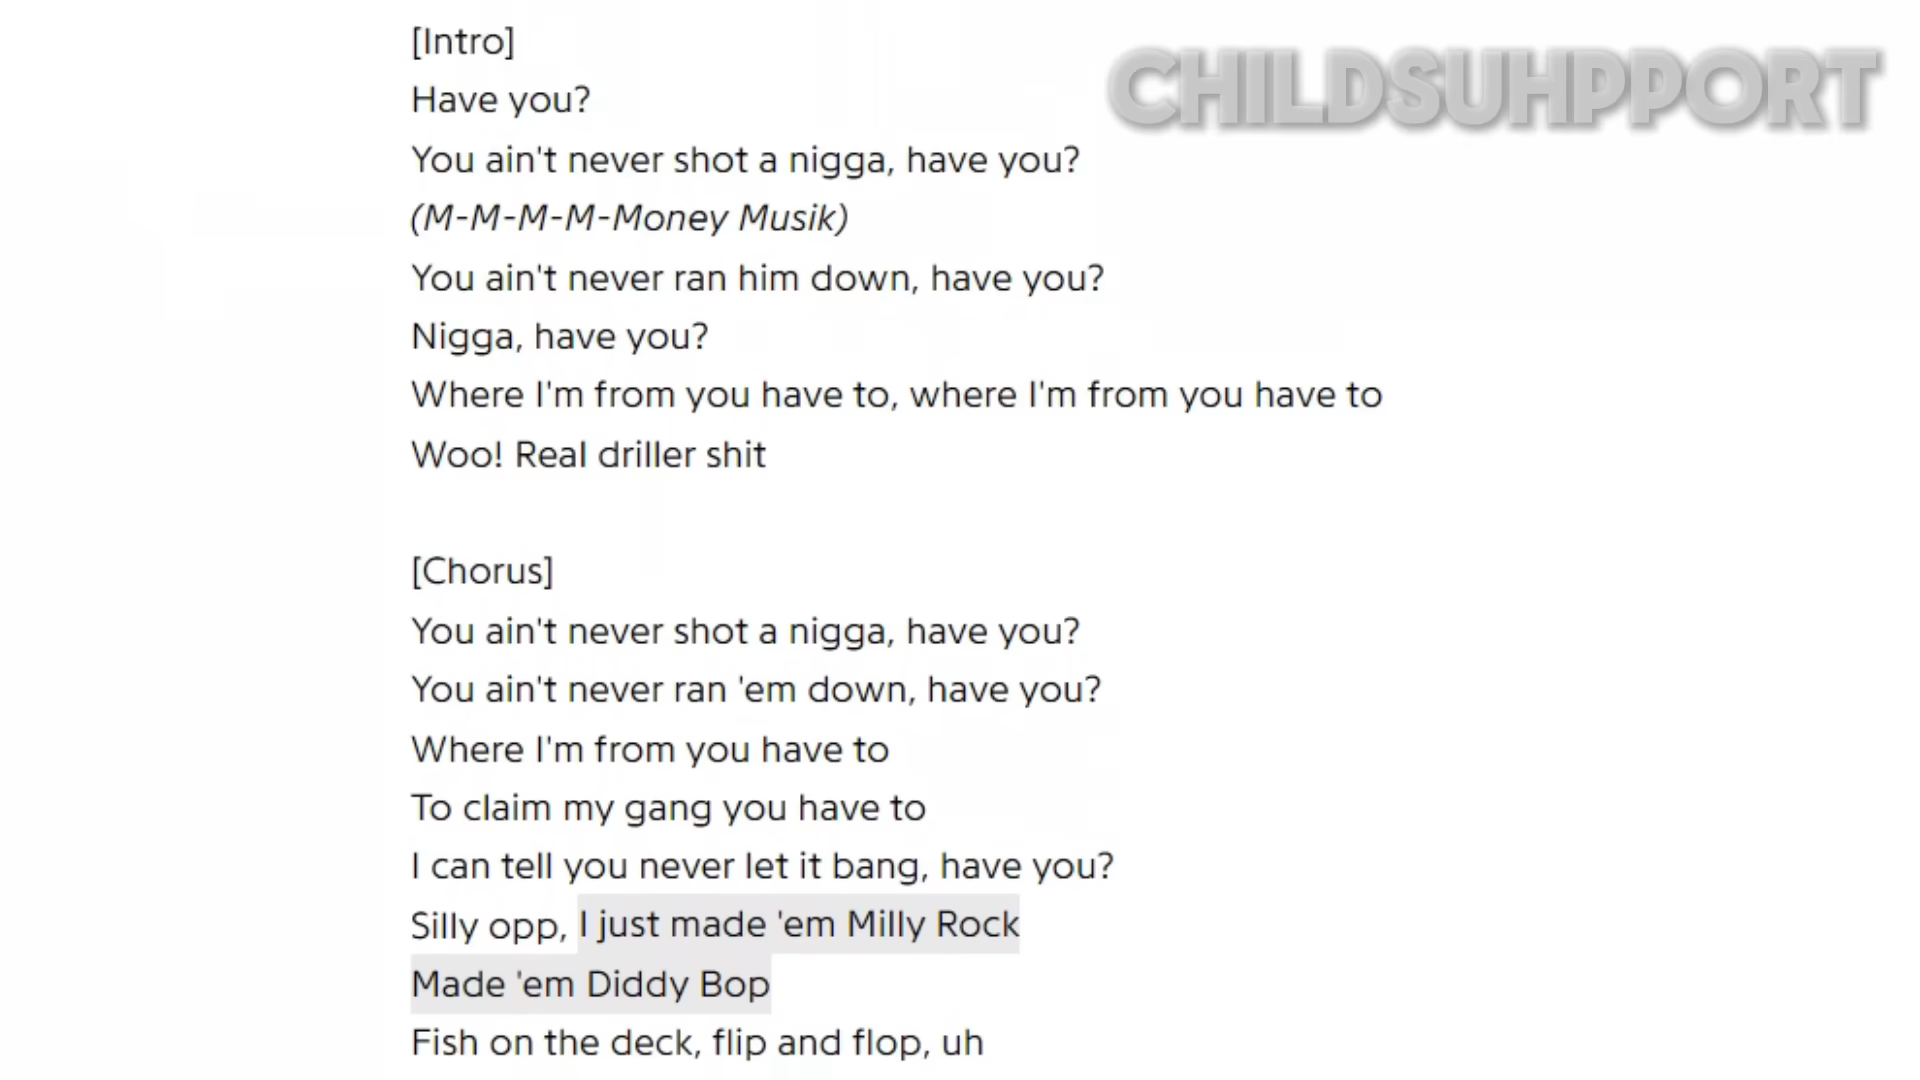 [Intro]
CHILDSUHPPORT
Have you?
You ain't never shot a nigga, have you?
(M-M-M-M-Money Musik)
You ain't never ran him down, have you?
Nigga, have you?
Where I'm from you have to, where I'm from you have to
Woo! Real driller shit
[Chorus]
You ain't never shot a nigga, have you?
You ain't never ran 'em down, have you?
Where I'm from you have to
To claim my gang you have to
I can tell you never let it bang, have you?
Silly opp, I just made 'em Milly Rock
Made 'em Diddy Bop
Fish on the deck, flip and flop, uh